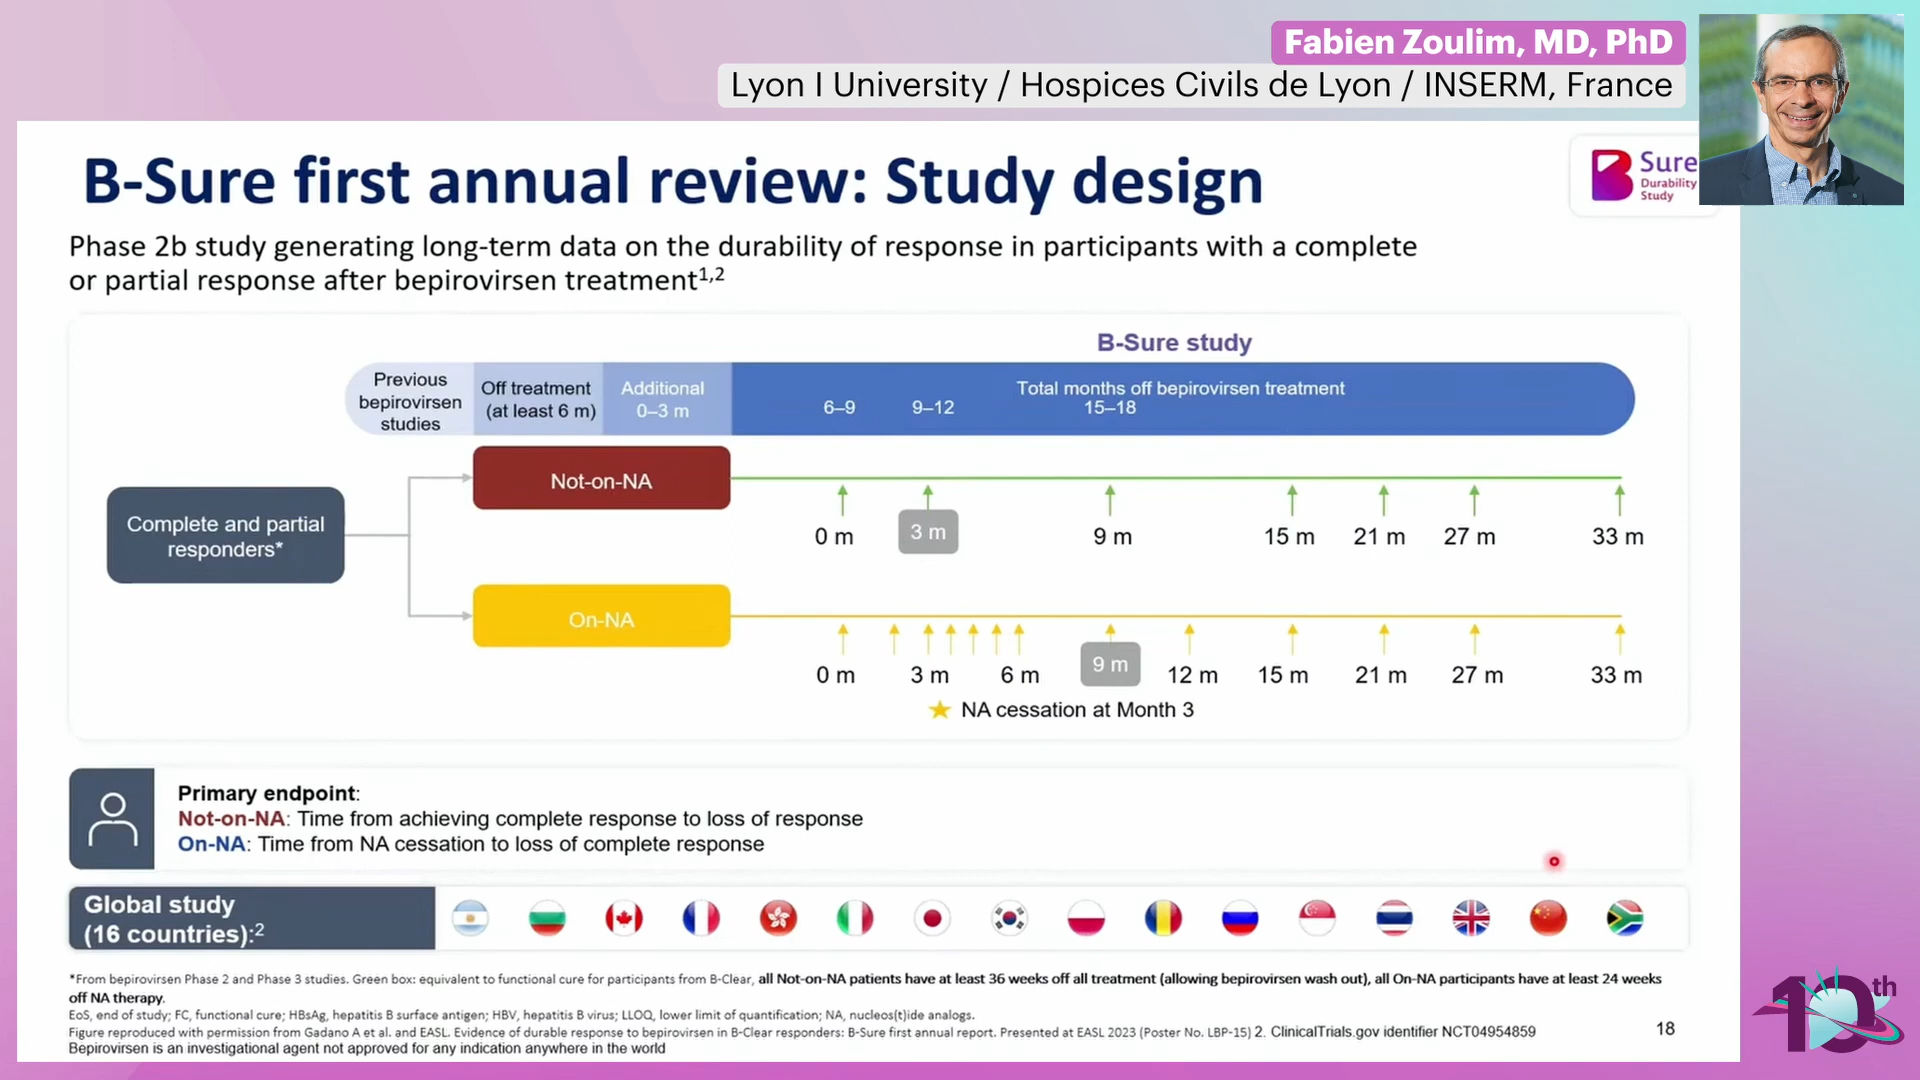 Fabien Zoulim, MD, PhD
Lyon I University / Hospices Civils de Lyon / INSERM, France
B-Sure first annual review: Study design
B Sure
Durability
Study
Phase 2b study generating long-term data on the durability of response in participants with a complete
or partial response after bepirovirsen treatment1,2
B-Sure study
Previous
bepirovirsen
studies
Off treatment
(at least 6 m)
Additional
0–3 m
Total months off bepirovirsen treatment
6–9 9–12 15–18
Complete and partial
responders*
Not-on-NA
0 m 3 m 9 m 15 m 21 m 27 m 33 m
On-NA
0 m 3 m 6 m 9 m 12 m 15 m 21 m 27 m 33 m
NA cessation at Month 3
Primary endpoint:
Not-on-NA: Time from achieving complete response to loss of response
On-NA: Time from NA cessation to loss of complete response
Global study
(16 countries):2
*From bepirovirsen Phase 2 and Phase 3 studies. Green box: equivalent to functional cure for participants from B-Clear, all Not-on-NA patients have at least 36 weeks off all treatment (allowing bepirovirsen wash out), all On-NA participants have at least 24 weeks
off NA therapy.
EoS, end of study; FC, functional cure; HBsAg, hepatitis B surface antigen; HBV, hepatitis B virus; LLOQ, lower limit of quantification; NA, nucleos(t)ide analogs.
Figure reproduced with permission from Gadano A et al. and EASL. Evidence of durable response to bepirovirsen in B-Clear responders: B-Sure first annual report. Presented at EASL 2023 (Poster No. LBP-15) 2. ClinicalTrials.gov identifier NCT04954859
Bepirovirsen is an investigational agent not approved for any indication anywhere in the world
18
10th